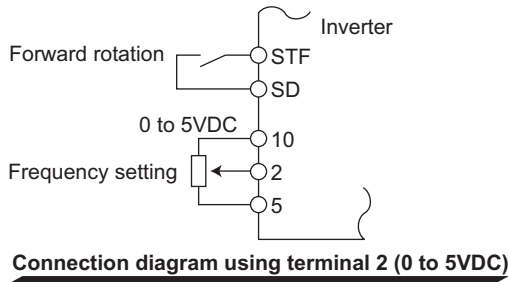 Inverter
Forward rotation
STF
SD
0 to 5VDC
10
Frequency setting
2
5
Connection diagram using terminal 2 (0 to 5VDC)